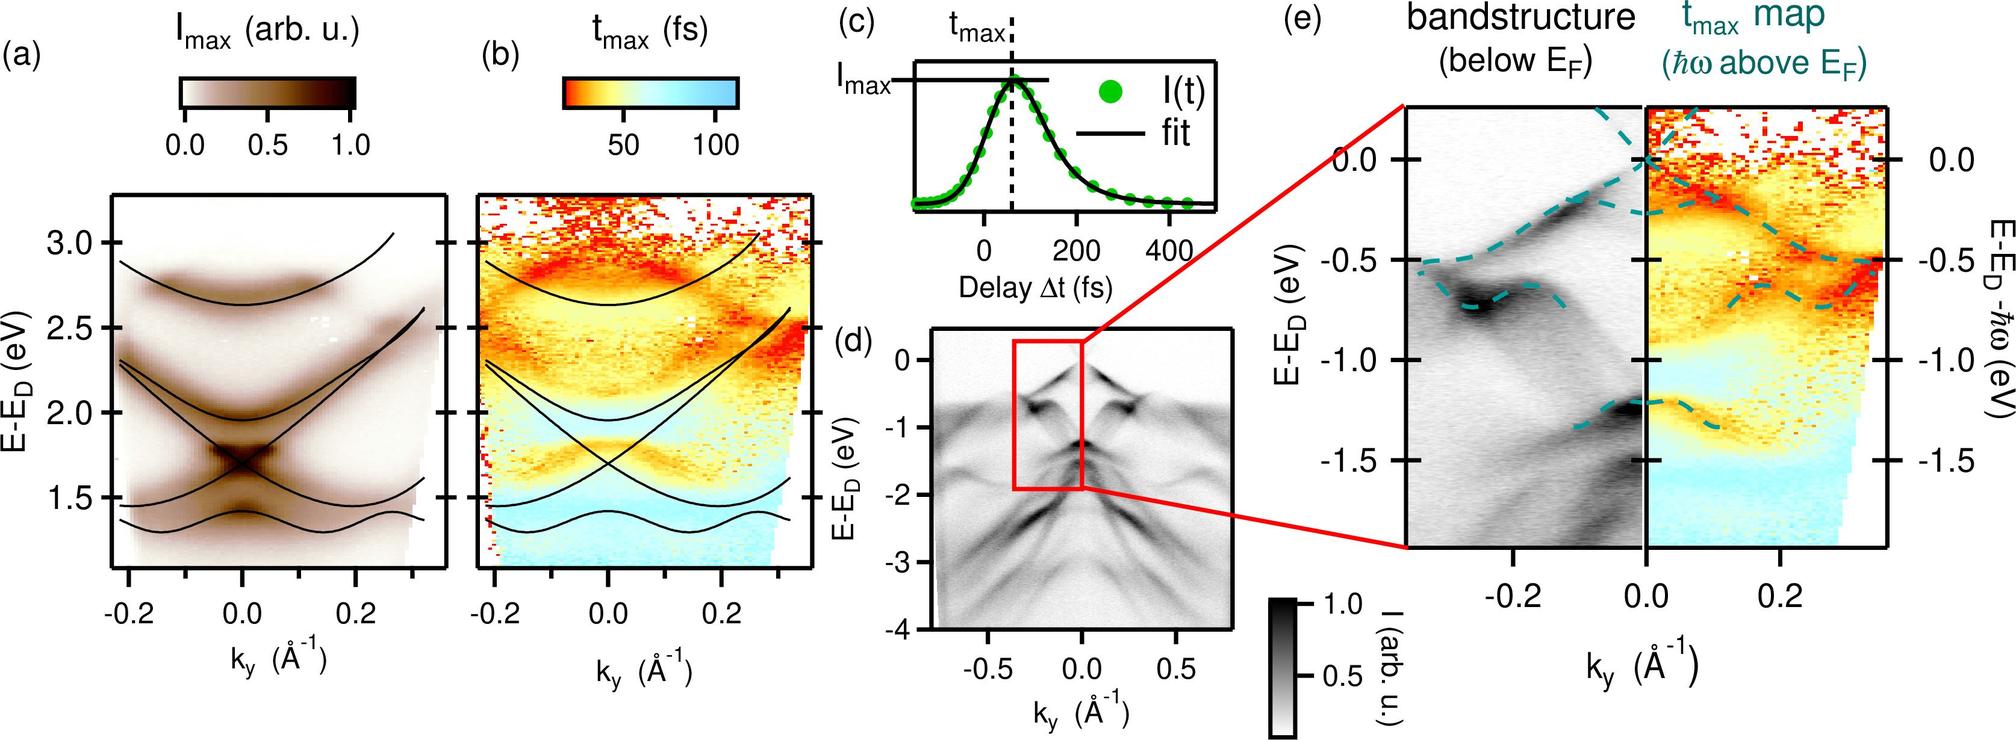 (a)
I_max (arb. u.)
0.0 0.5 1.0
E-E_D (eV)
3.0
2.5
2.0
1.5
-0.2 0.0 0.2
k_y (Å⁻¹)
(b)
t_max (fs)
50 100
-0.2 0.0 0.2
k_y (Å⁻¹)
(c)
t_max
I_max
I(t)
fit
0 200 400
Delay Δt (fs)
(d)
E-E_D (eV)
0
-1
-2
-3
-4
-0.5 0.0 0.5
k_y (Å⁻¹)
1.0
0.5
I (arb. u.)
(e)
bandstructure
(below E_F)
t_max map
(ℏω above E_F)
E-E_D (eV)
0.0
-0.5
-1.0
-1.5
0.0
-0.5
-1.0
-1.5
E-E_D-ℏω (eV)
-0.2 0.0 0.2
k_y (Å⁻¹)